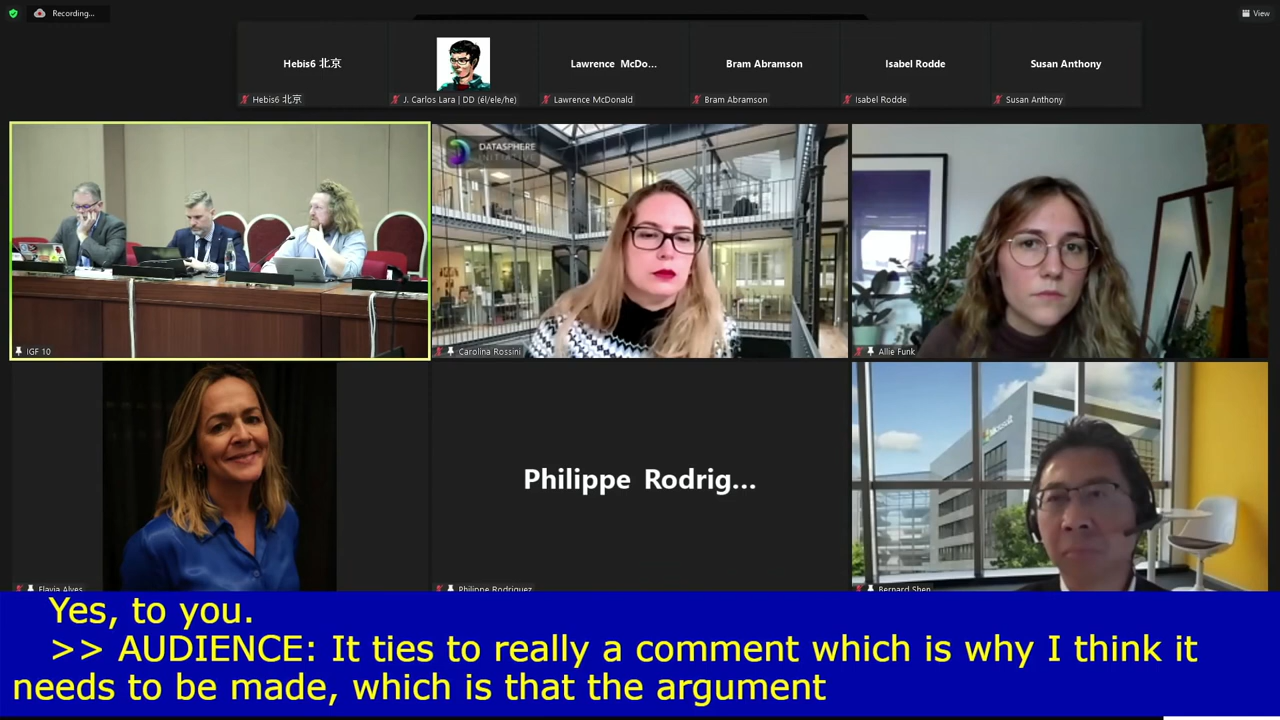 Recording...
View
Hebis6 北京
Lawrence McDo...
Bram Abramson
Isabel Rodde
Susan Anthony
Hebis6 北京
J. Carlos Lara | DD (él/ele/he)
Lawrence McDonald
Bram Abramson
Isabel Rodde
Susan Anthony
DATASPHERE
INITIATIVE
IGF 10
Carolina Rossini
Allie Funk
Microsoft
Philippe Rodrig...
Flavia Alves
Philippe Rodriguez
Bernard Shen
Yes, to you.
>> AUDIENCE: It ties to really a comment which is why I think it
needs to be made, which is that the argument